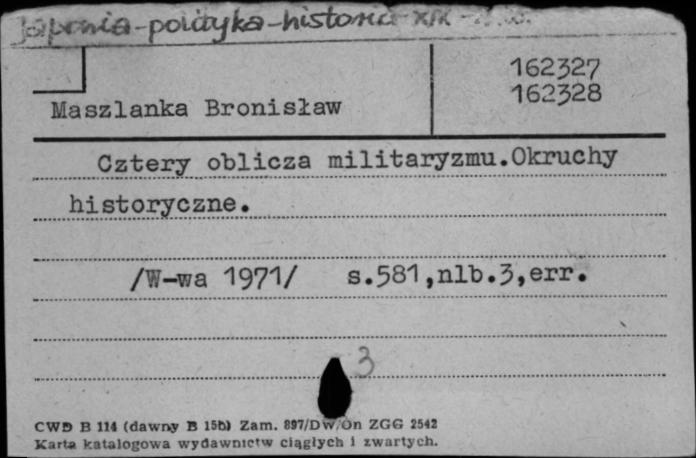 Japonia-polityka-historia XIX-
162327
162328
Maszlanka Bronisław
Cztery oblicza militaryzmu.Okruchy
historyczne.
/W-wa 1971/ s.581,nlb.3,err.
3
CWD B 114 (dawny B 15b) Zam. 897/DW/On ZGG 2542
Karta katalogowa wydawnictw ciągłych i zwartych.